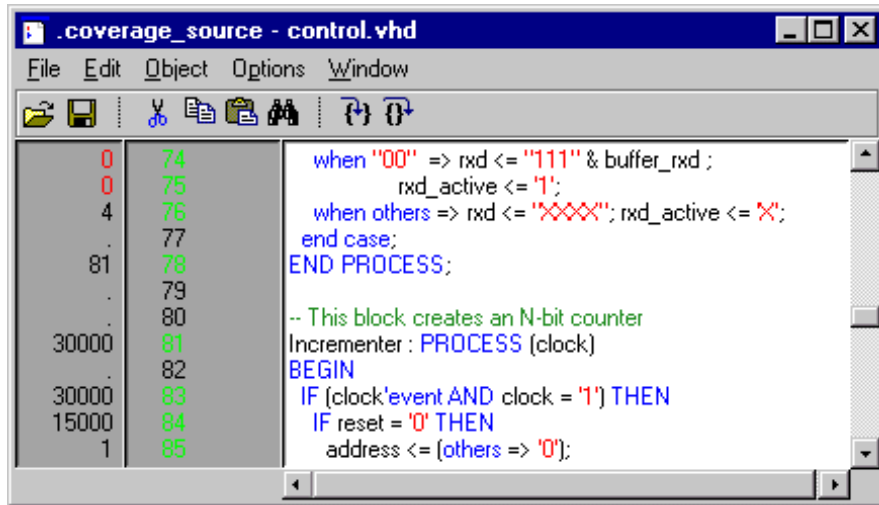 .coverage_source - control.vhd
File Edit Object Options Window
0 74 when "00" => rxd <= "111" & buffer_rxd ;
0 75 rxd_active <= '1';
4 76 when others => rxd <= "XXXX"; rxd_active <= 'X';
. 77 end case;
81 78 END PROCESS;
. 79
. 80 -- This block creates an N-bit counter
30000 81 Incrementer : PROCESS (clock)
. 82 BEGIN
30000 83 IF (clock'event AND clock = '1') THEN
15000 84 IF reset = '0' THEN
1 85 address <= (others => '0');